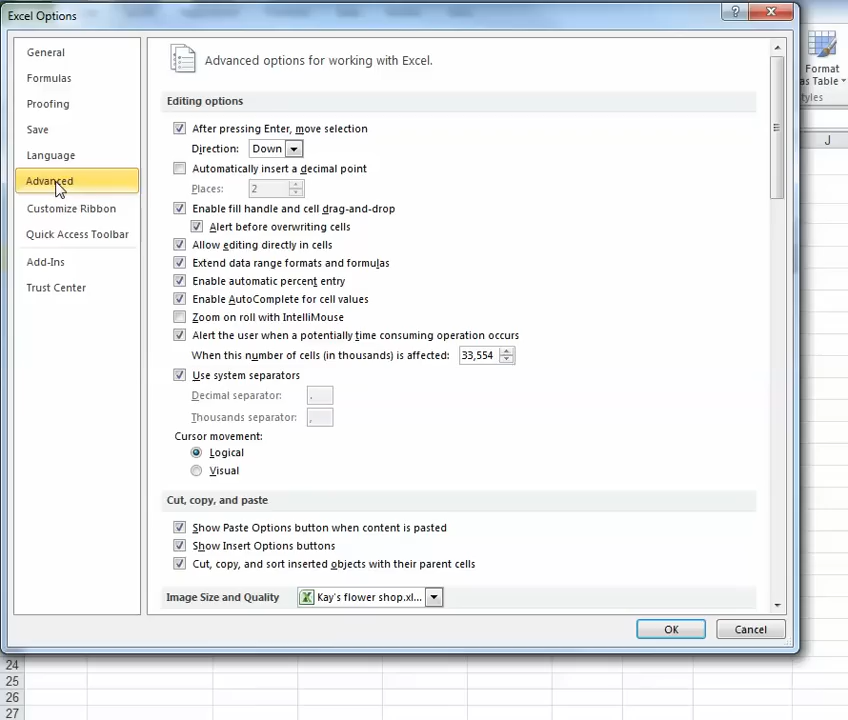 Excel Options
General
Formulas
Proofing
Save
Language
Advanced
Customize Ribbon
Quick Access Toolbar
Add-Ins
Trust Center
Advanced options for working with Excel.
Editing options
After pressing Enter, move selection
Direction: Down
Automatically insert a decimal point
Places: 2
Enable fill handle and cell drag-and-drop
Alert before overwriting cells
Allow editing directly in cells
Extend data range formats and formulas
Enable automatic percent entry
Enable AutoComplete for cell values
Zoom on roll with IntelliMouse
Alert the user when a potentially time consuming operation occurs
When this number of cells (in thousands) is affected: 33,554
Use system separators
Decimal separator: .
Thousands separator: ,
Cursor movement:
Logical
Visual
Cut, copy, and paste
Show Paste Options button when content is pasted
Show Insert Options buttons
Cut, copy, and sort inserted objects with their parent cells
Image Size and Quality Kay's flower shop.xl...
OK Cancel
Format
as Table
J
24
25
26
27